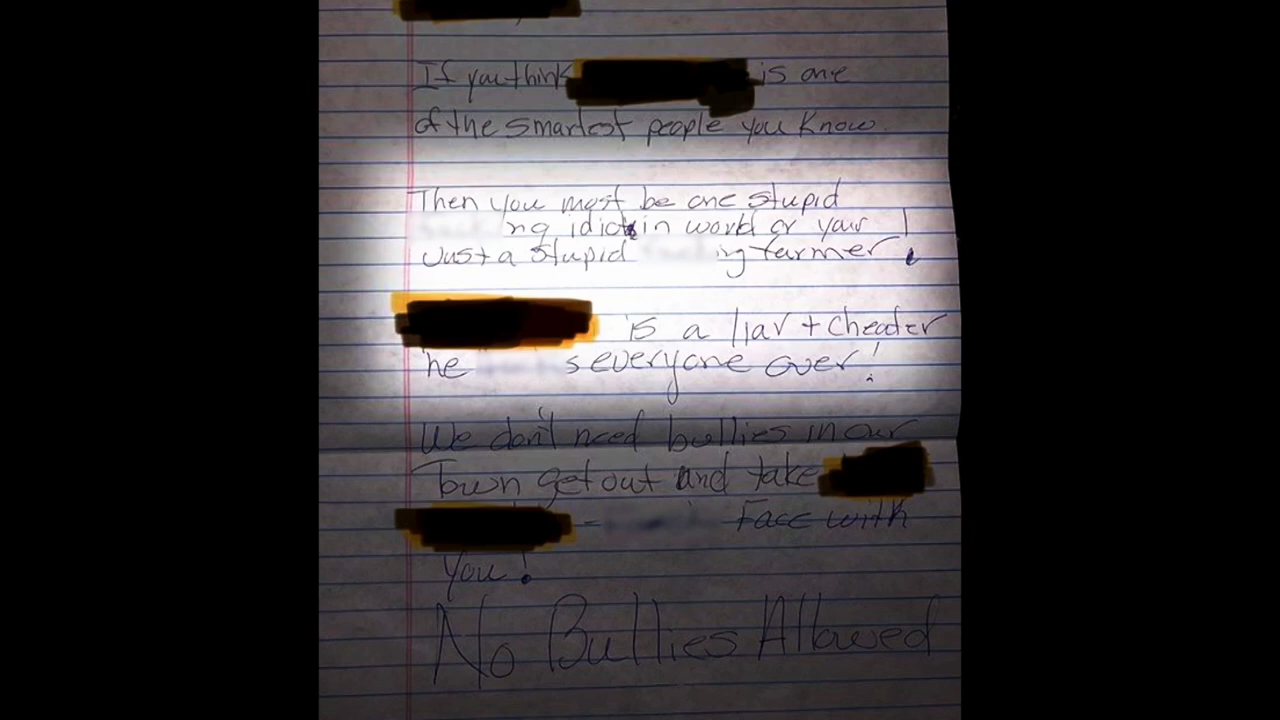 If you think is one
of the smartest people you know.
Then you most be one stupid
ng idiot in world or your !
Just a stupid ing farmer.
is a liar + cheater
he s everyone over!
We don't need bullies in our
Town get out and take
Face with
you!
No Bullies Allowed